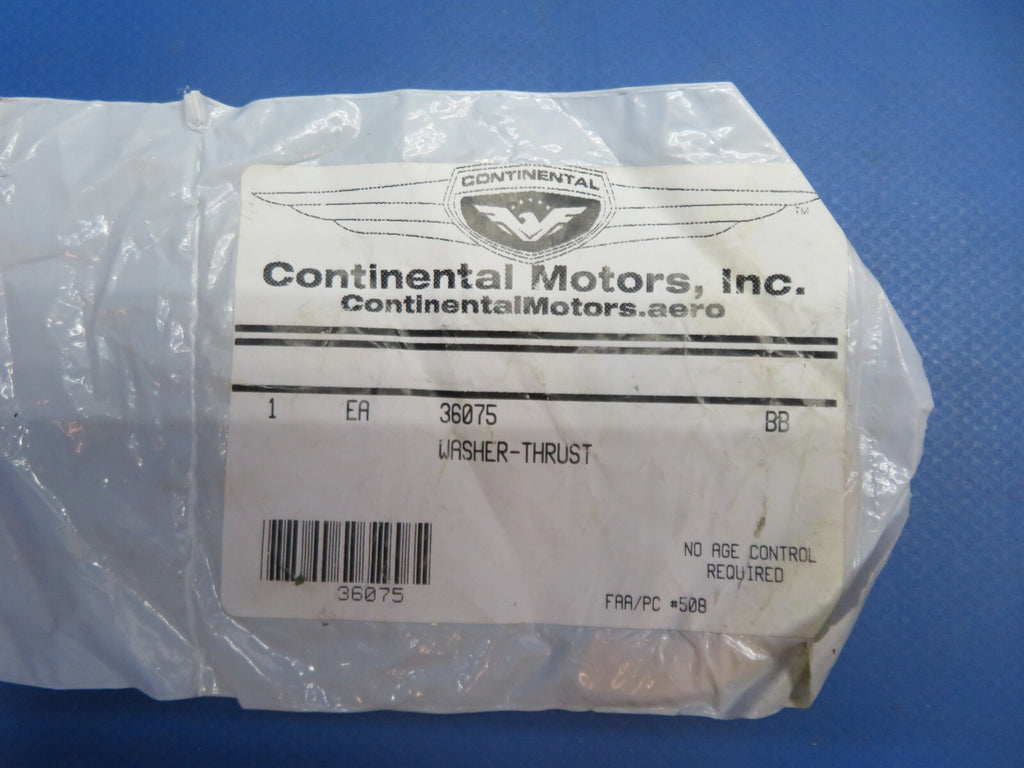 CONTINENTAL
TM
Continental Motors, Inc.
ContinentalMotors.aero
1 EA 36075 BB
WASHER-THRUST
NO AGE CONTROL
REQUIRED
36075
FAA/PC #508